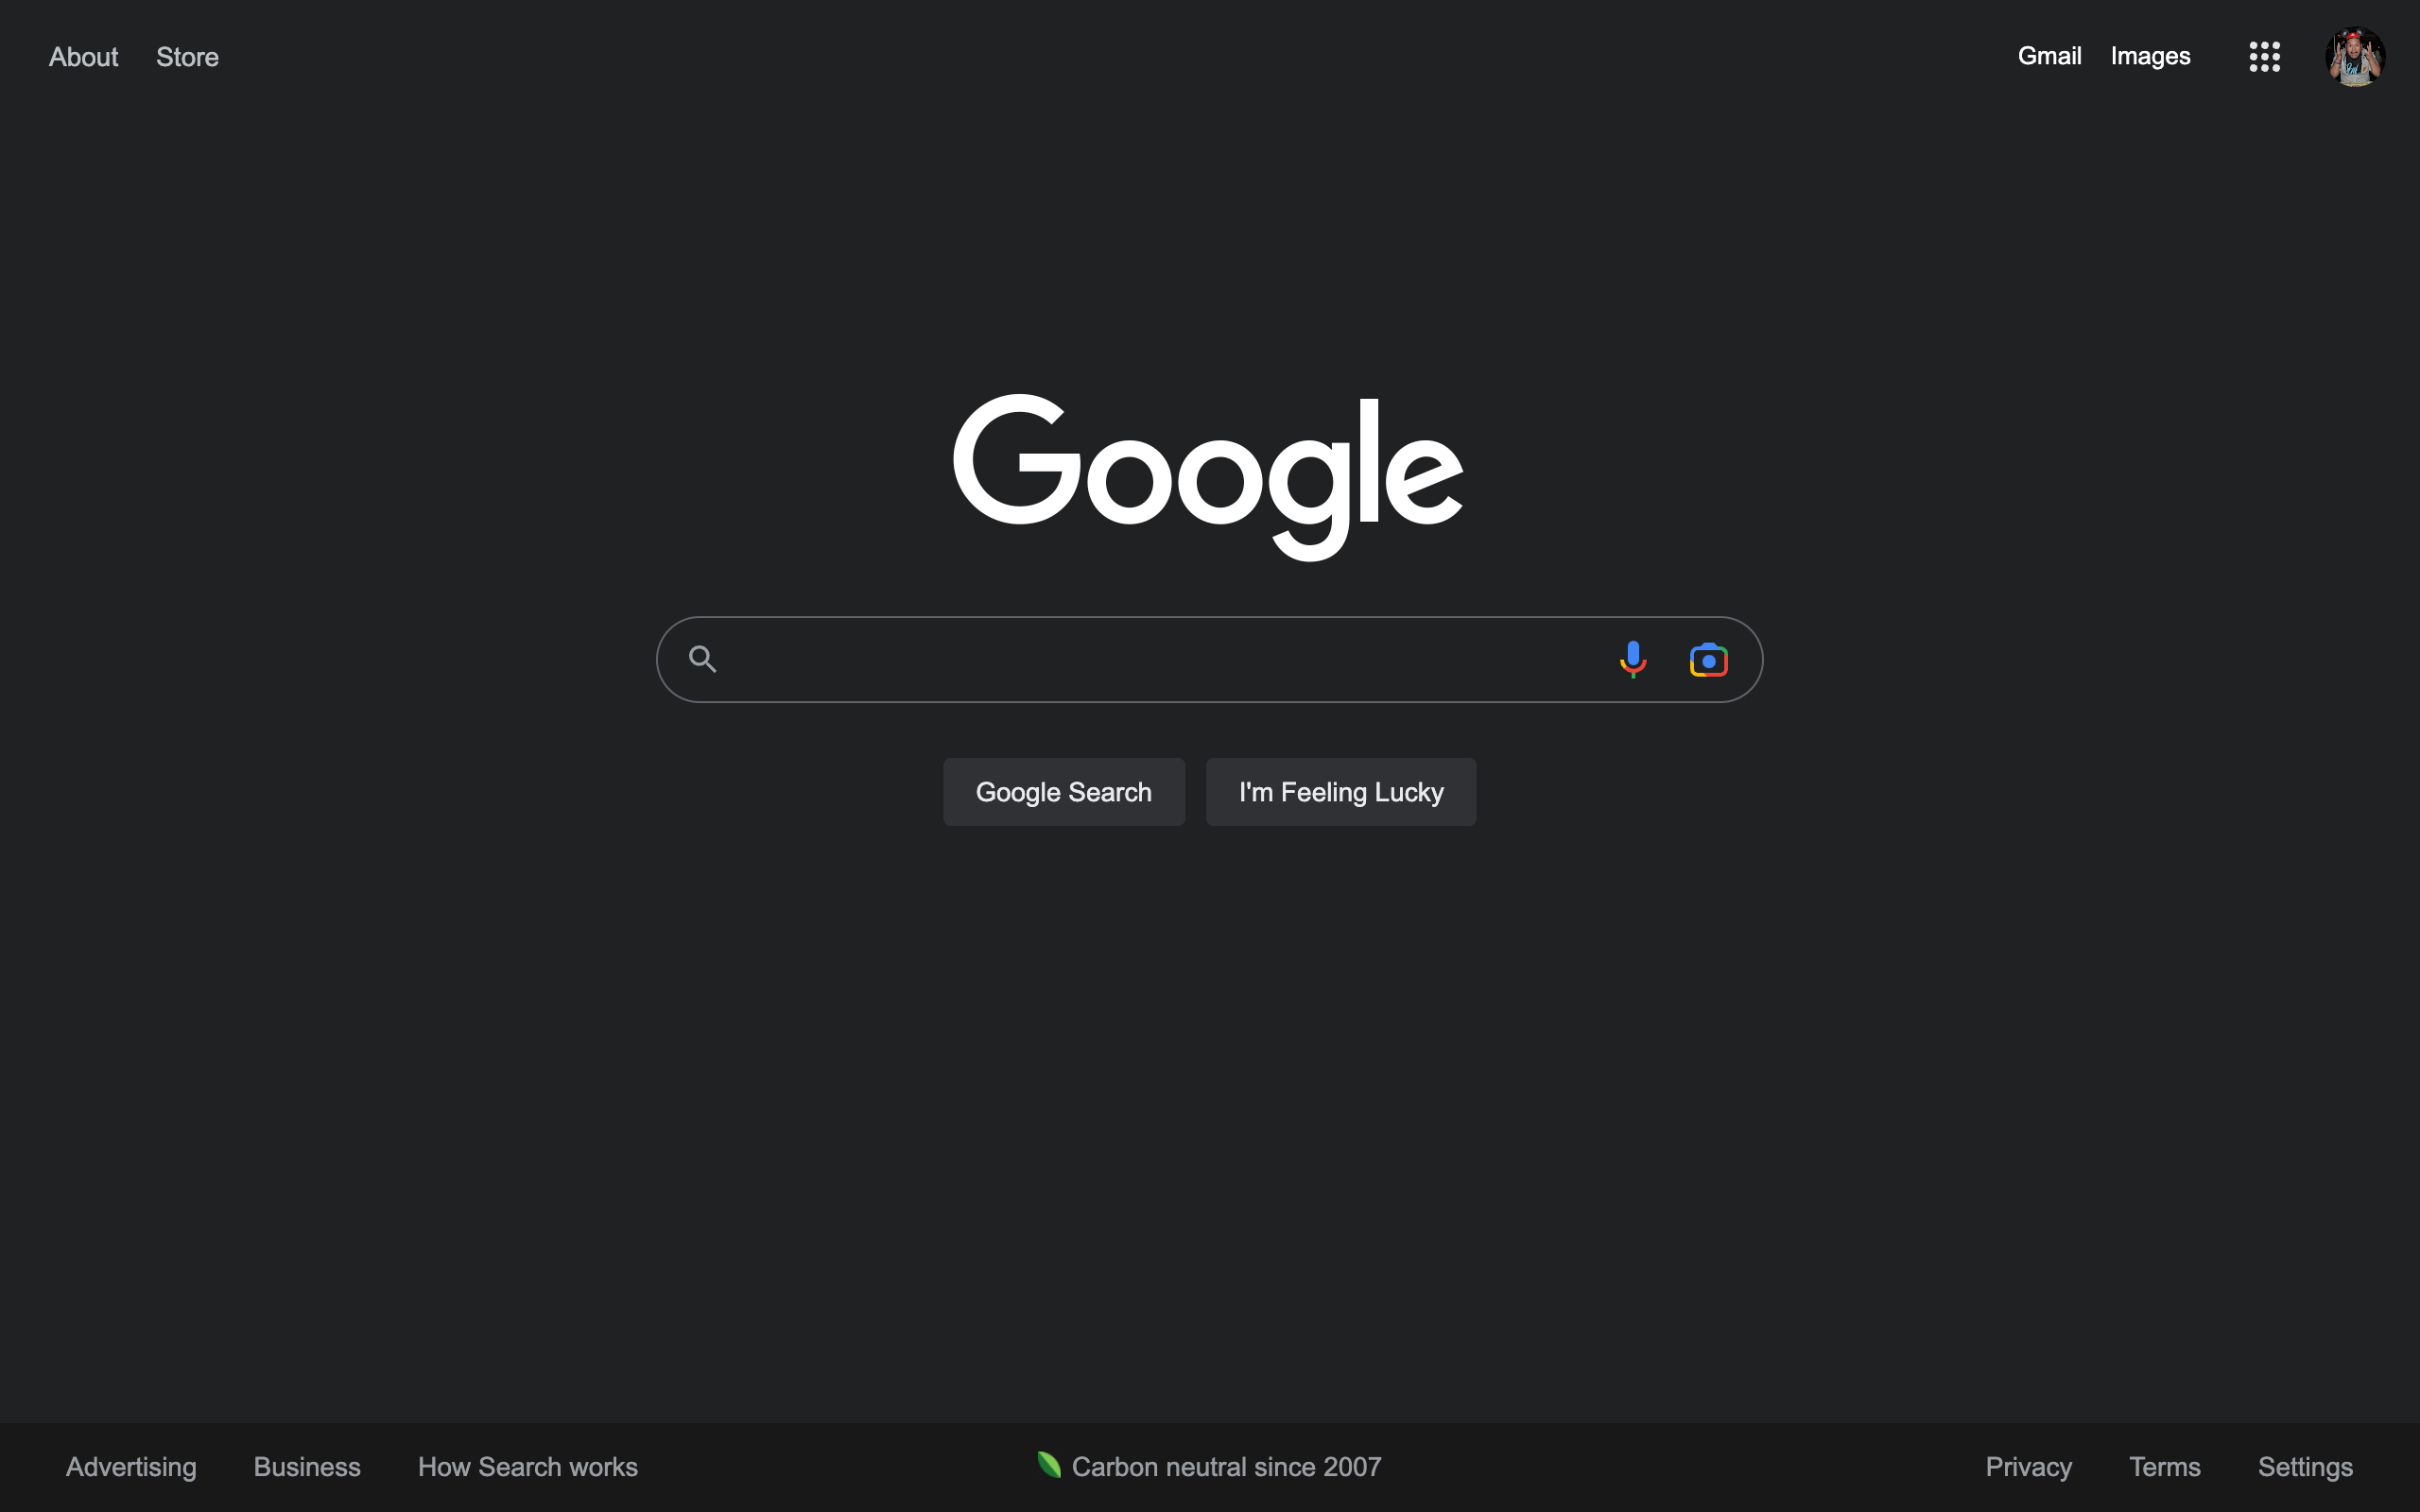 About Store Gmail Images
Google
Google Search I'm Feeling Lucky
Advertising Business How Search works Carbon neutral since 2007 Privacy Terms Settings